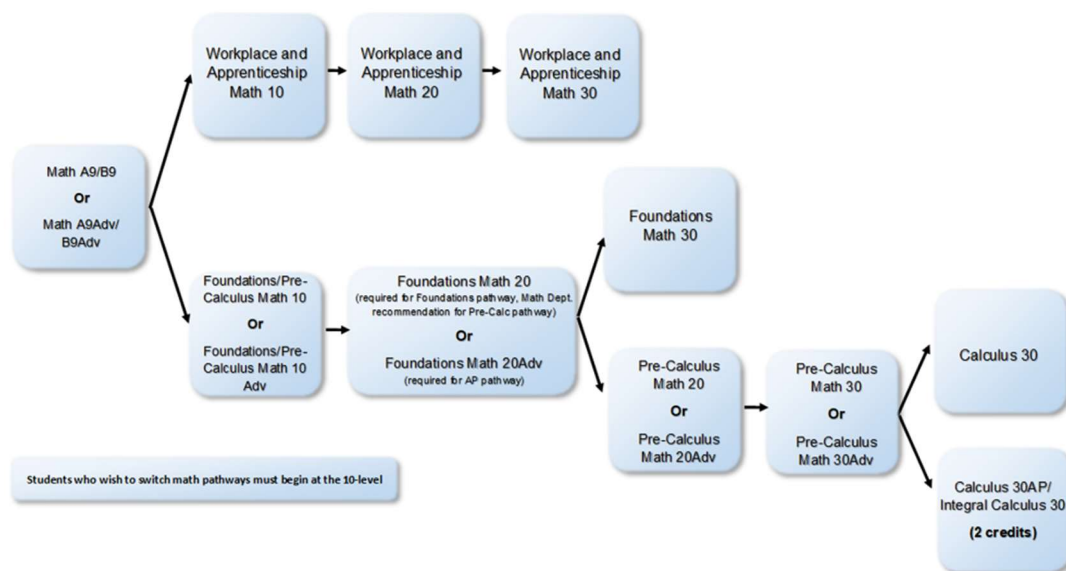 Workplace and
Apprenticeship
Math 10
Workplace and
Apprenticeship
Math 20
Workplace and
Apprenticeship
Math 30
Math A9/B9
Or
Math A9Adv/
B9Adv
Foundations
Math 30
Foundations/Pre-
Calculus Math 10
Or
Foundations/Pre-
Calculus Math 10
Adv
Foundations Math 20
(required for Foundations pathway, Math Dept.
recommendation for Pre-Calc pathway)
Or
Foundations Math 20Adv
(required for AP pathway)
Pre-Calculus
Math 20
Or
Pre-Calculus
Math 20Adv
Pre-Calculus
Math 30
Or
Pre-Calculus
Math 30Adv
Calculus 30
Calculus 30AP/
Integral Calculus 30
(2 credits)
Students who wish to switch math pathways must begin at the 10-level